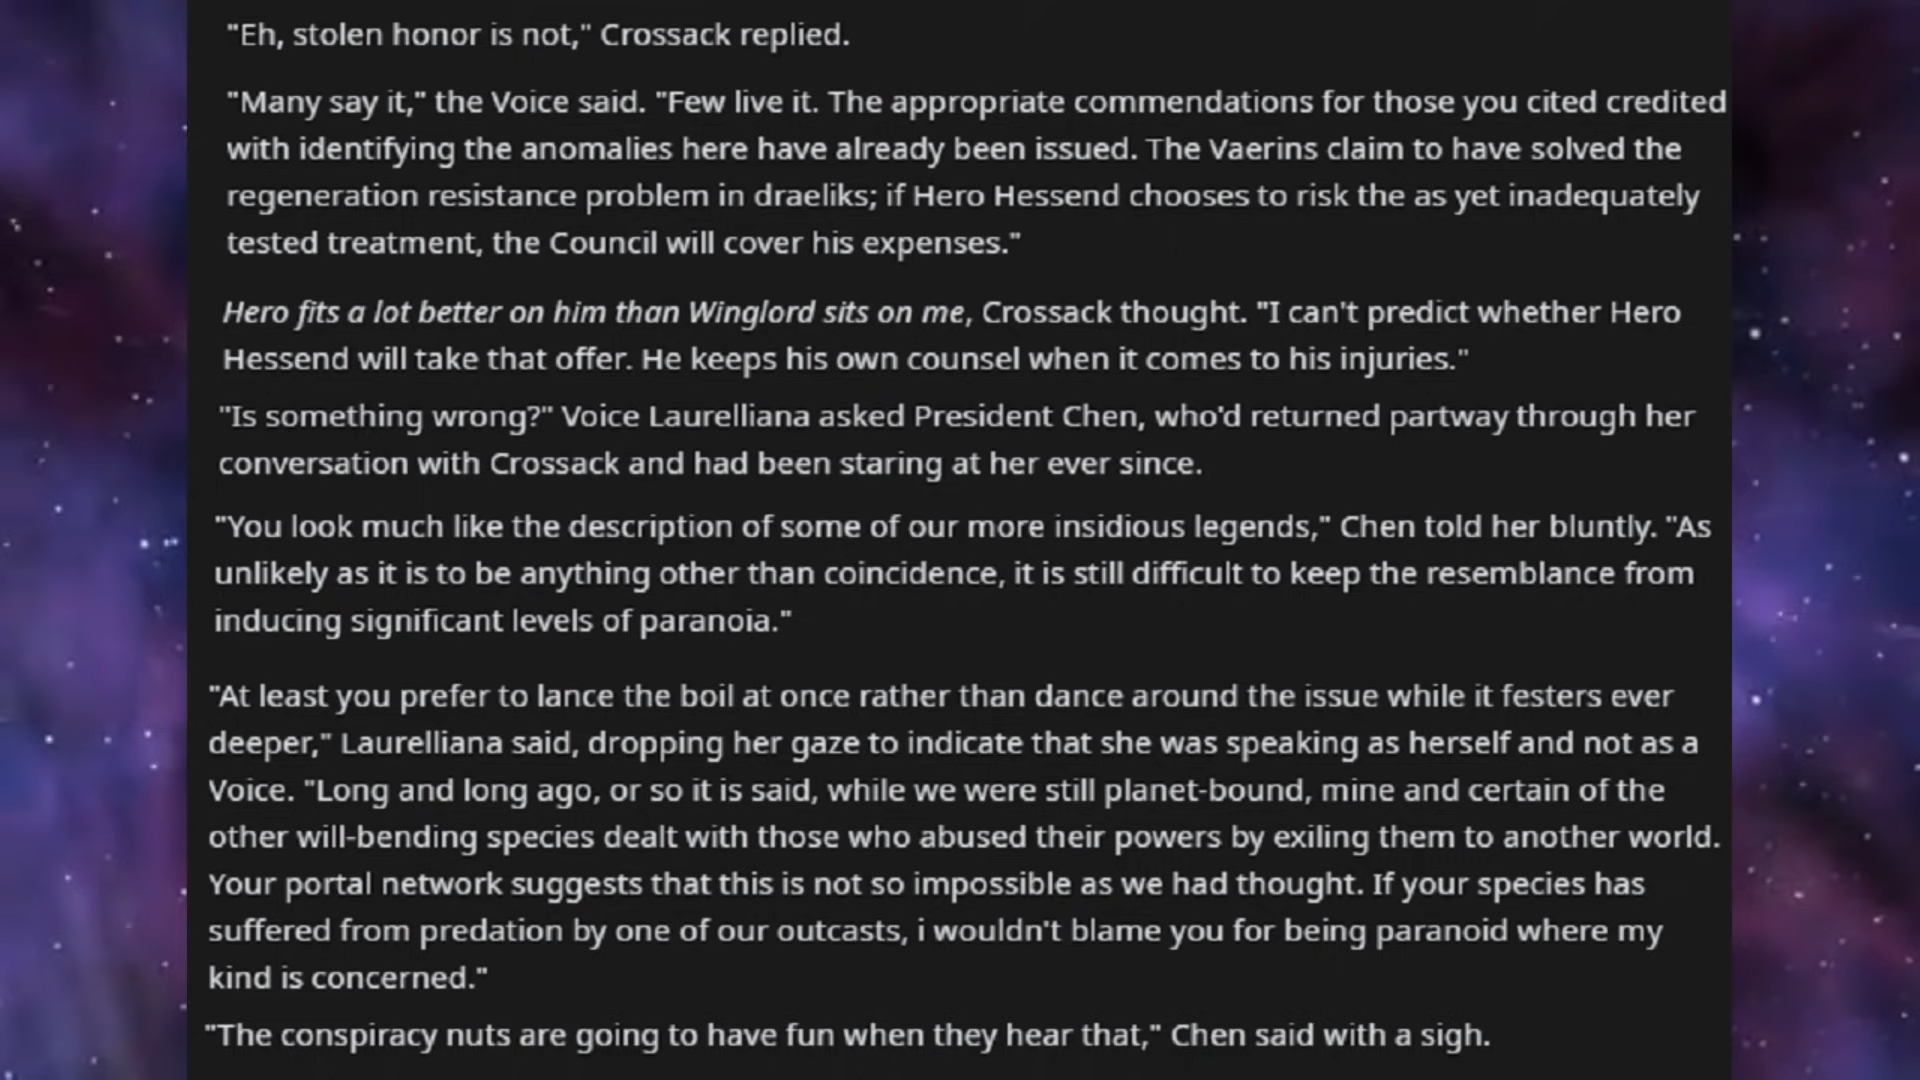 "Eh, stolen honor is not," Crossack replied.
"Many say it," the Voice said. "Few live it. The appropriate commendations for those you cited credited
with identifying the anomalies here have already been issued. The Vaerins claim to have solved the
regeneration resistance problem in draeliks; if Hero Hessend chooses to risk the as yet inadequately
tested treatment, the Council will cover his expenses."
Hero fits a lot better on him than Winglord sits on me, Crossack thought. "I can't predict whether Hero
Hessend will take that offer. He keeps his own counsel when it comes to his injuries."
"Is something wrong?" Voice Laurelliana asked President Chen, who'd returned partway through her
conversation with Crossack and had been staring at her ever since.
"You look much like the description of some of our more insidious legends," Chen told her bluntly. "As
unlikely as it is to be anything other than coincidence, it is still difficult to keep the resemblance from
inducing significant levels of paranoia."
"At least you prefer to lance the boil at once rather than dance around the issue while it festers ever
deeper," Laurelliana said, dropping her gaze to indicate that she was speaking as herself and not as a
Voice. "Long and long ago, or so it is said, while we were still planet-bound, mine and certain of the
other will-bending species dealt with those who abused their powers by exiling them to another world.
Your portal network suggests that this is not so impossible as we had thought. If your species has
suffered from predation by one of our outcasts, i wouldn't blame you for being paranoid where my
kind is concerned."
"The conspiracy nuts are going to have fun when they hear that," Chen said with a sigh.